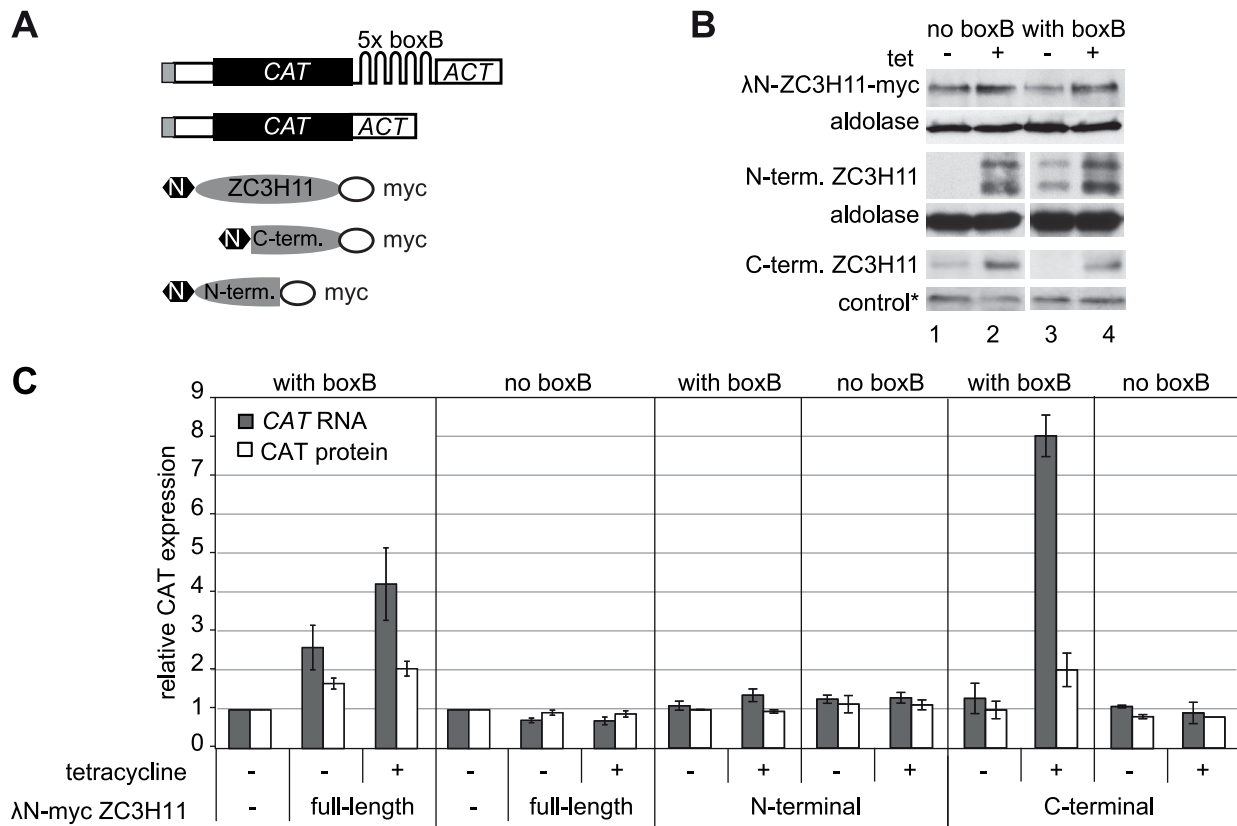 A
5x boxB
CAT ACT
CAT ACT
N ZC3H11 myc
N C-term. myc
N N-term. myc
B
no boxB with boxB
tet - + - +
λN-ZC3H11-myc
aldolase
N-term. ZC3H11
aldolase
C-term. ZC3H11
control*
1 2 3 4
C
with boxB no boxB with boxB no boxB with boxB no boxB
CAT RNA
CAT protein
relative CAT expression
9
8
7
6
5
4
3
2
1
0
tetracycline - - + - - + - + - + - + - +
λN-myc ZC3H11 - full-length - full-length N-terminal C-terminal